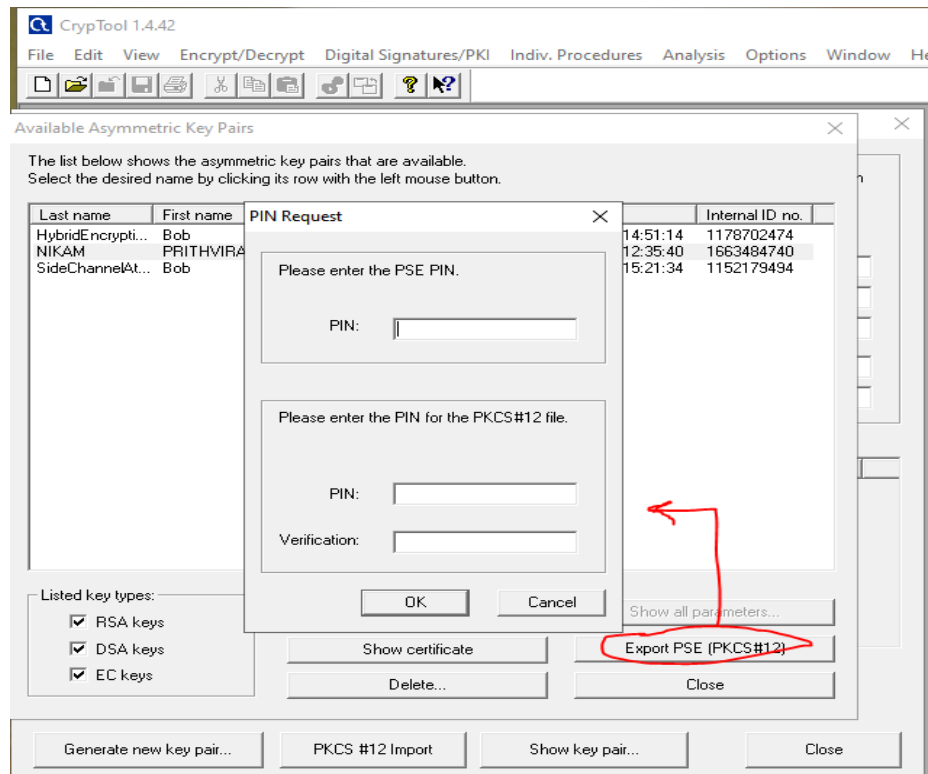 CrypTool 1.4.42
File Edit View Encrypt/Decrypt Digital Signatures/PKI Indiv. Procedures Analysis Options Window He
Available Asymmetric Key Pairs
The list below shows the asymmetric key pairs that are available.
Select the desired name by clicking its row with the left mouse button.
Last name First name Internal ID no.
HybridEncrypti... Bob 14:51:14 1178702474
NIKAM PRITHVIRA 12:35:40 1663484740
SideChannelAt... Bob 15:21:34 1152179494
PIN Request
Please enter the PSE PIN.
PIN:
Please enter the PIN for the PKCS#12 file.
PIN:
Verification:
OK Cancel
Listed key types:
RSA keys
DSA keys
EC keys
Show all parameters...
Show certificate Export PSE (PKCS#12)
Delete... Close
Generate new key pair... PKCS #12 Import Show key pair... Close